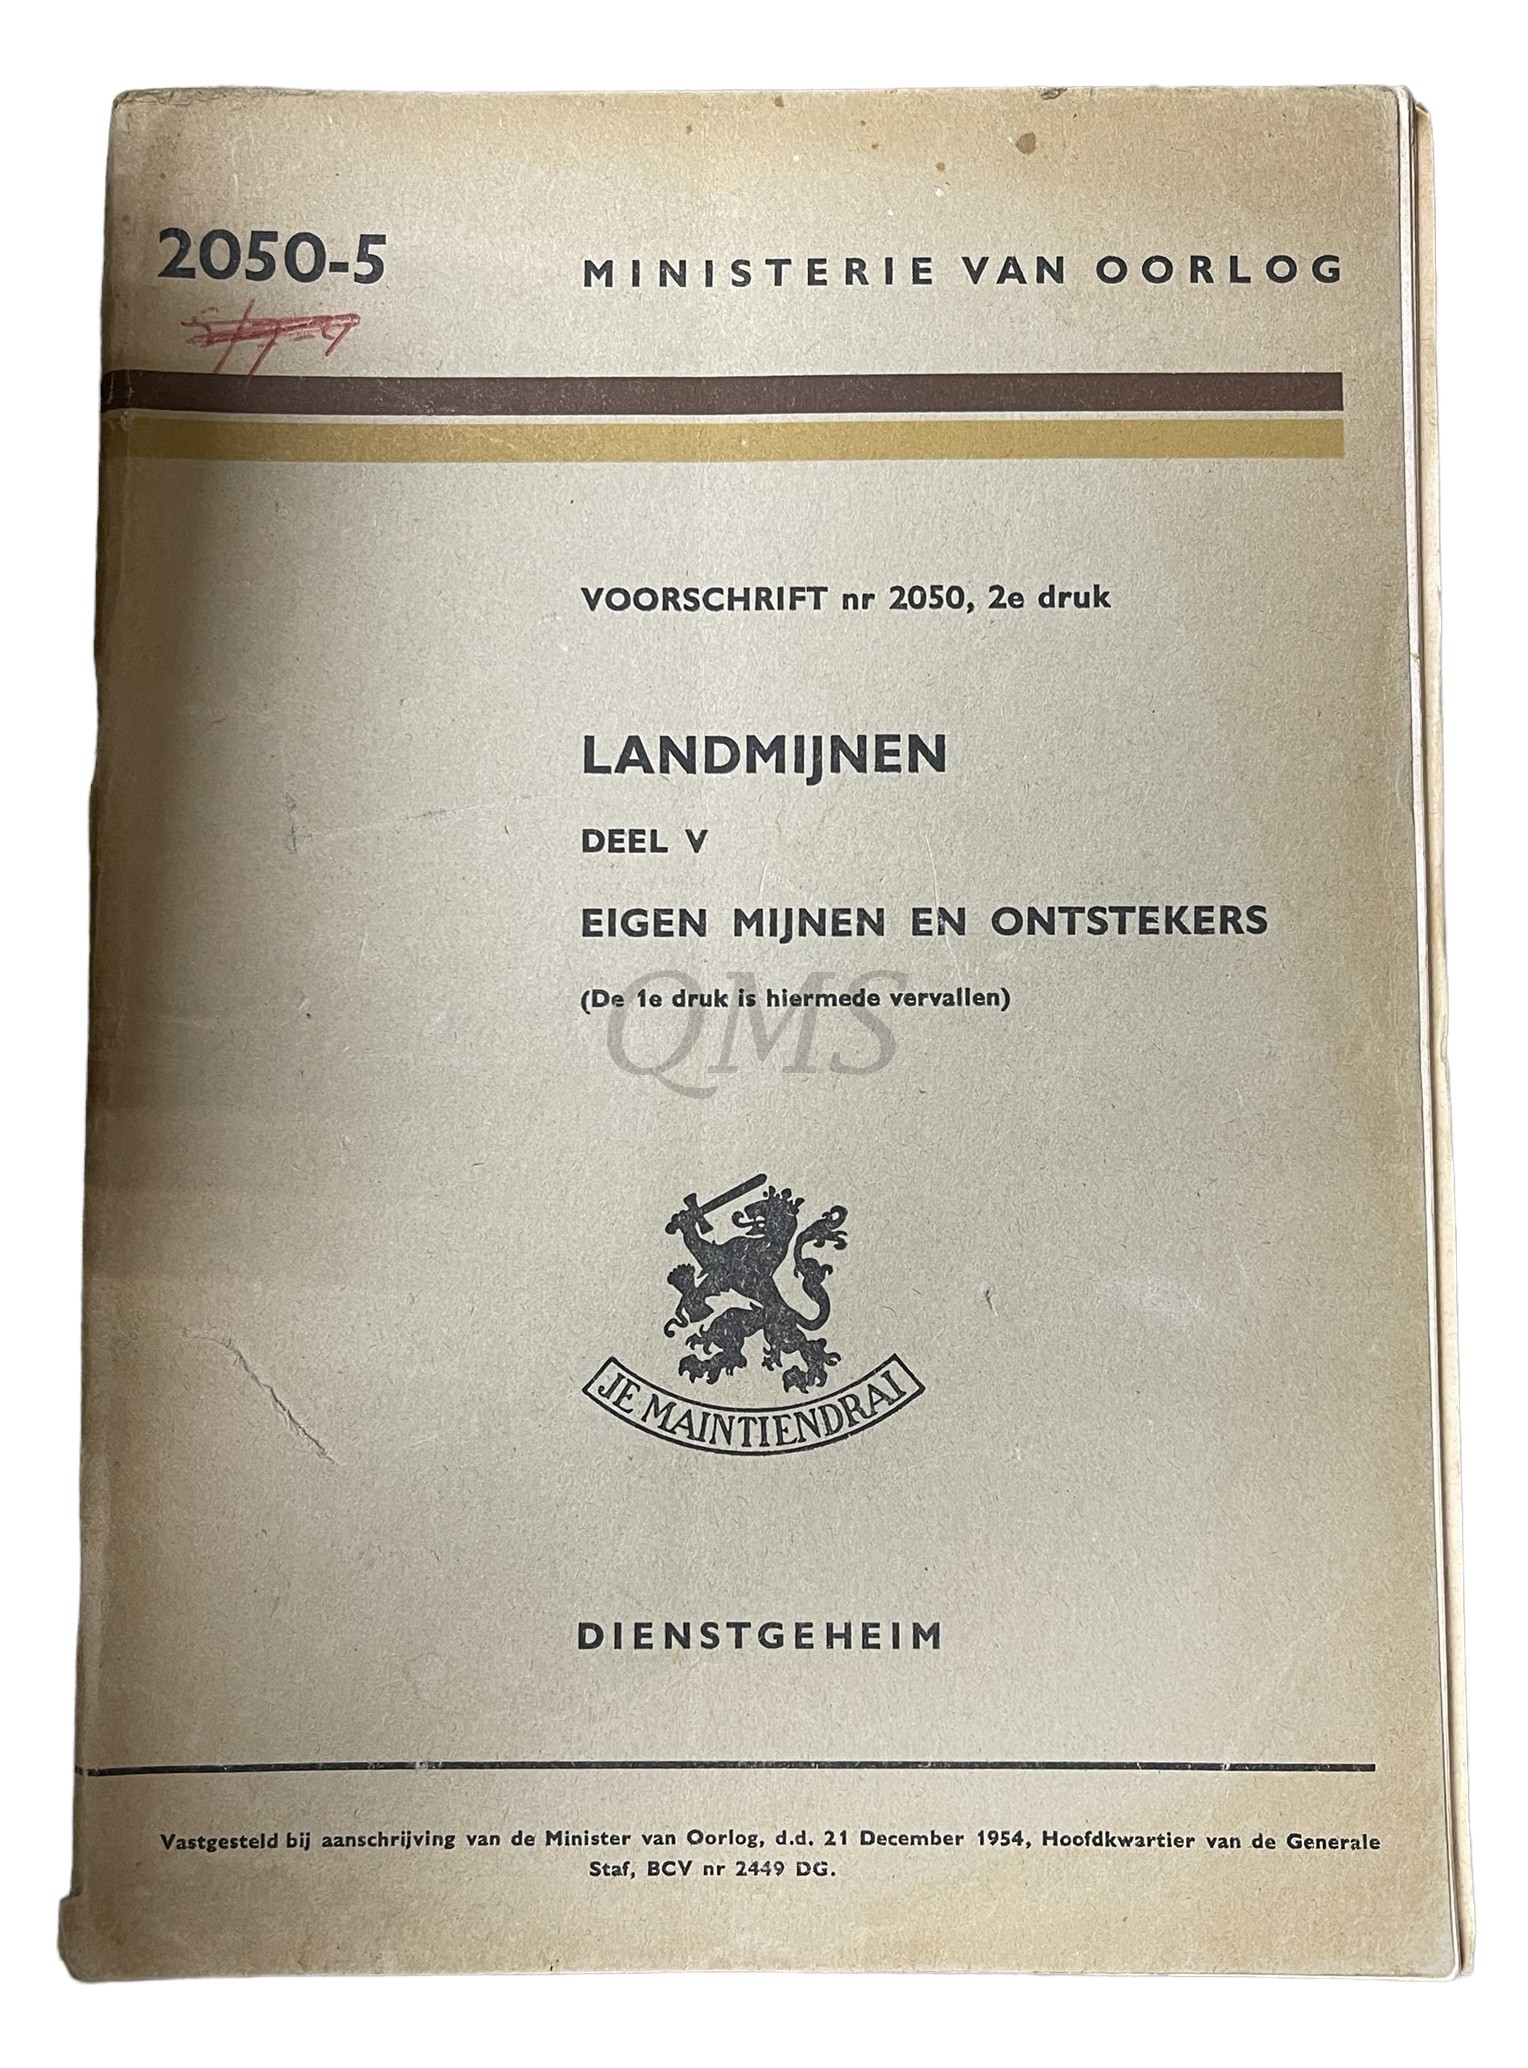 2050-5
MINISTERIE VAN OORLOG
VOORSCHRIFT nr 2050, 2e druk
LANDMIJNEN
DEEL V
EIGEN MIJNEN EN ONTSTEKERS
(De 1e druk is hiermede vervallen)
QMS
JE MAINTIENDRAI
DIENSTGEHEIM
Vastgesteld bij aanschrijving van de Minister van Oorlog, d.d. 21 December 1954, Hoofdkwartier van de Generale
Staf, BCV nr 2449 DG.